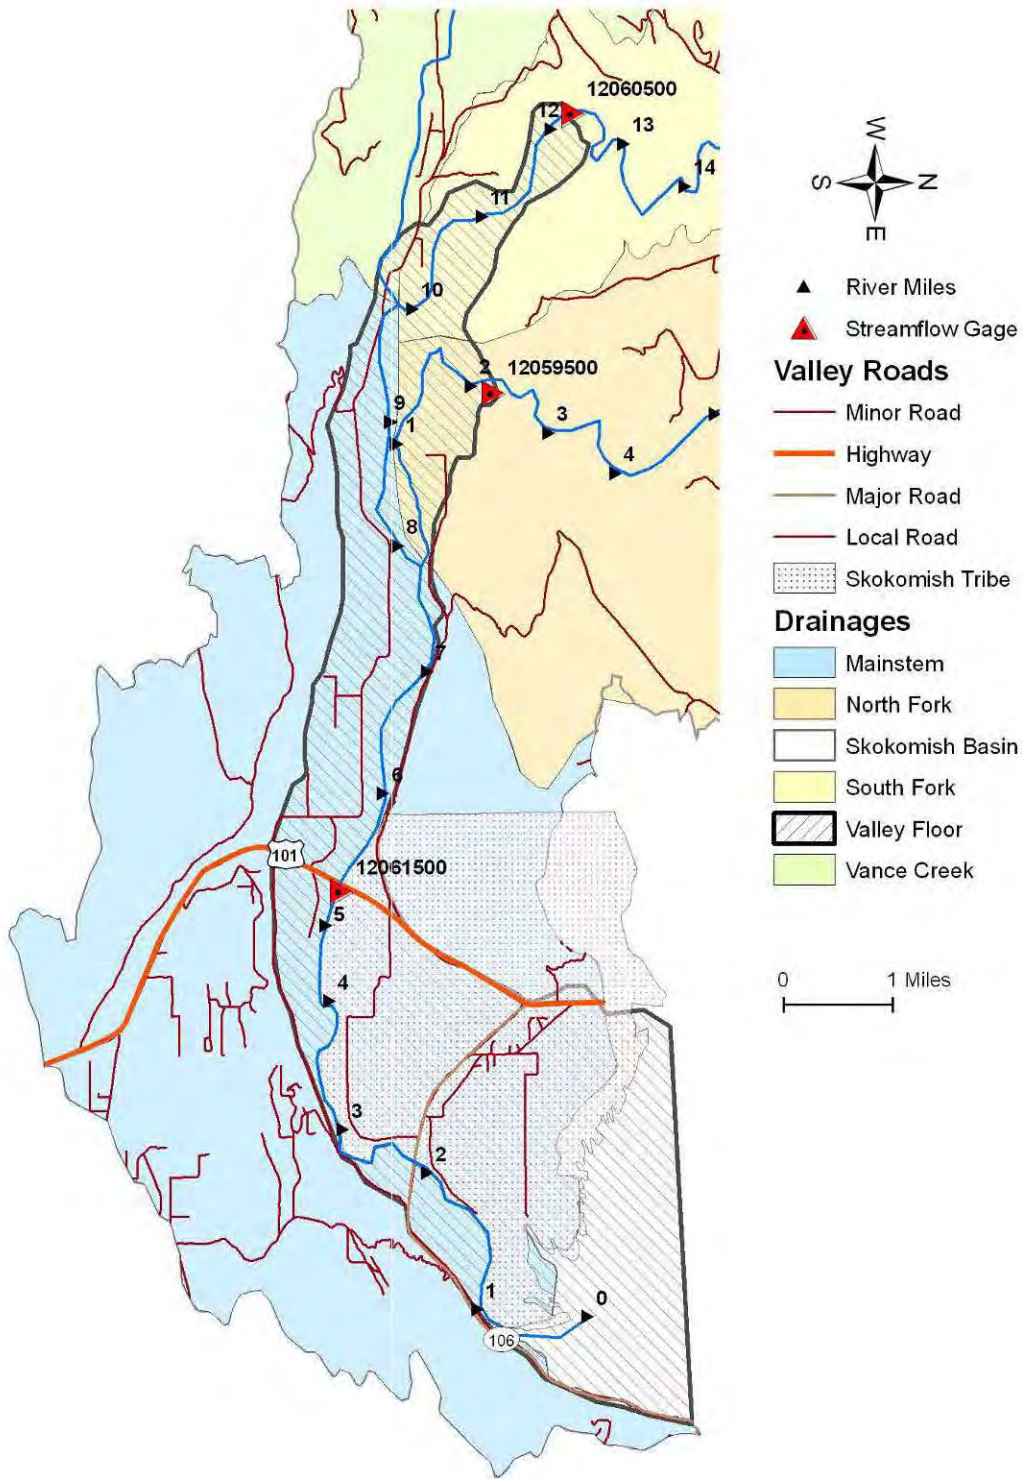 12060500
12
13
14
11
10
2 12059500
9
1
3
4
8
7
6
101
12061500
5
4
3
2
1
0
106
W
S N
E
River Miles
Streamflow Gage
Valley Roads
Minor Road
Highway
Major Road
Local Road
Skokomish Tribe
Drainages
Mainstem
North Fork
Skokomish Basin
South Fork
Valley Floor
Vance Creek
0 1 Miles